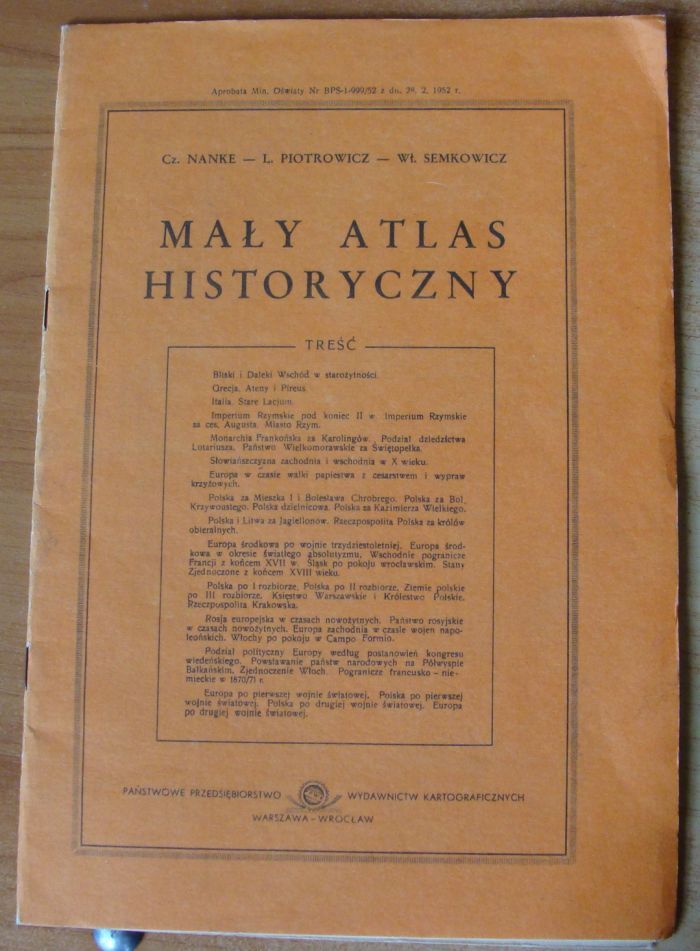 Aprobata Min. Oświaty Nr BPS-1-999/52 z dn. 29. 2. 1952 r.
Cz. NANKE — L. PIOTROWICZ — Wł. SEMKOWICZ
MAŁY ATLAS
HISTORYCZNY
TREŚĆ
Bliski i Daleki Wschód w starożytności.
Grecja, Ateny i Pireus.
Italia. Stare Lacjum.
Imperium Rzymskie pod koniec II w. Imperium Rzymskie
za ces. Augusta. Miasto Rzym.
Monarchia Frankońska za Karolingów. Podział dziedzictwa
Lotariusza. Państwo Wielkomorawskie za Świętopełka.
Słowiańszczyzna zachodnia i wschodnia w X wieku.
Europa w czasie walki papiestwa z cesarstwem i wypraw
krzyżowych.
Polska za Mieszka I i Bolesława Chrobrego. Polska za Bol.
Krzywoustego. Polska dzielnicowa. Polska za Kazimierza Wielkiego.
Polska i Litwa za Jagiellonów. Rzeczpospolita Polska za królów
obieralnych.
Europa środkowa po wojnie trzydziestoletniej. Europa środ-
kowa w okresie światłego absolutyzmu. Wschodnie pogranicze
Francji z końcem XVII w. Śląsk po pokoju wrocławskim. Stany
Zjednoczone z końcem XVIII wieku.
Polska po I rozbiorze, Polska po II rozbiorze, Ziemie polskie
po III rozbiorze. Księstwo Warszawskie i Królestwo Polskie.
Rzeczpospolita Krakowska.
Rosja europejska w czasach nowożytnych. Państwo rosyjskie
w czasach nowożytnych. Europa zachodnia w czasie wojen napo-
leońskich. Włochy po pokoju w Campo Formio.
Podział polityczny Europy według postanowień kongresu
wiedeńskiego. Powstawanie państw narodowych na Półwyspie
Bałkańskim. Zjednoczenie Włoch. Pogranicze francusko - nie-
mieckie w 1870/71 r.
Europa po pierwszej wojnie światowej. Polska po pierwszej
wojnie światowej. Polska po drugiej wojnie światowej. Europa
po drugiej wojnie światowej.
PAŃSTWOWE PRZEDSIĘBIORSTWO WYDAWNICTW KARTOGRAFICZNYCH
WARSZAWA - WROCŁAW